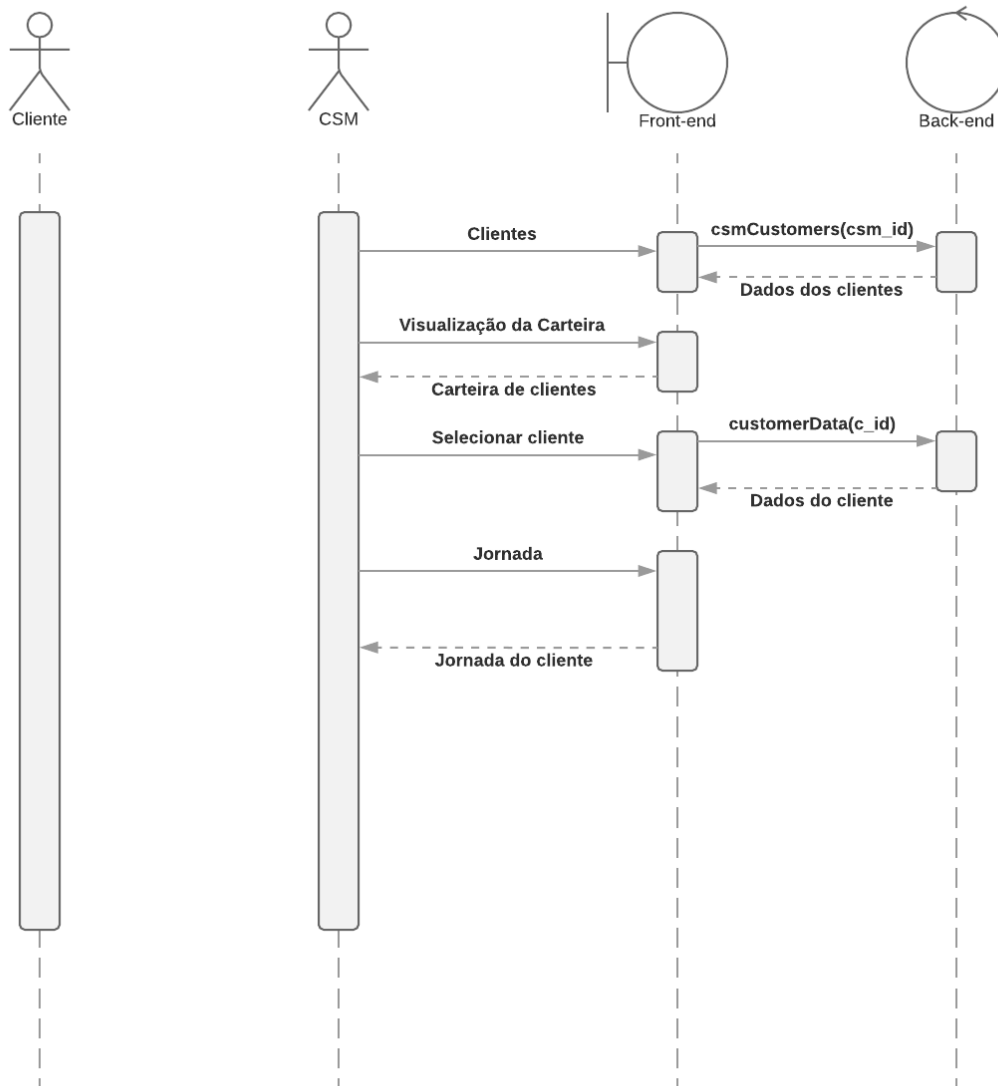 Cliente
CSM
Front-end
Back-end
Clientes
csmCustomers(csm_id)
Dados dos clientes
Visualização da Carteira
Carteira de clientes
Selecionar cliente
customerData(c_id)
Dados do cliente
Jornada
Jornada do cliente